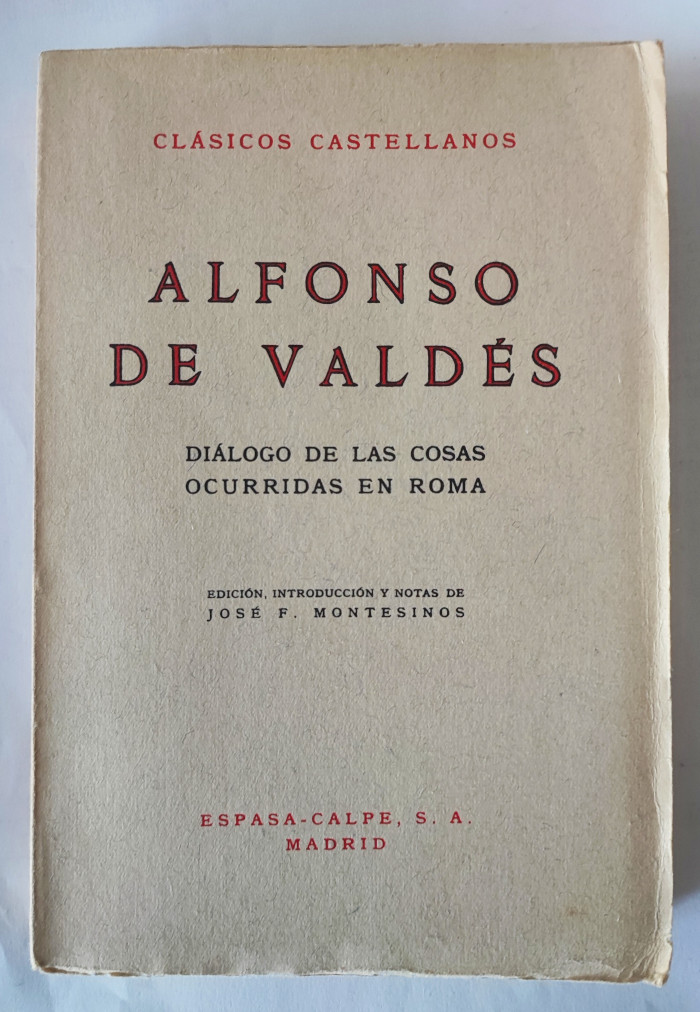 CLÁSICOS CASTELLANOS
ALFONSO
DE VALDÉS
DIÁLOGO DE LAS COSAS
OCURRIDAS EN ROMA
EDICIÓN, INTRODUCCIÓN Y NOTAS DE
JOSÉ F. MONTESINOS
ESPASA-CALPE, S. A.
MADRID